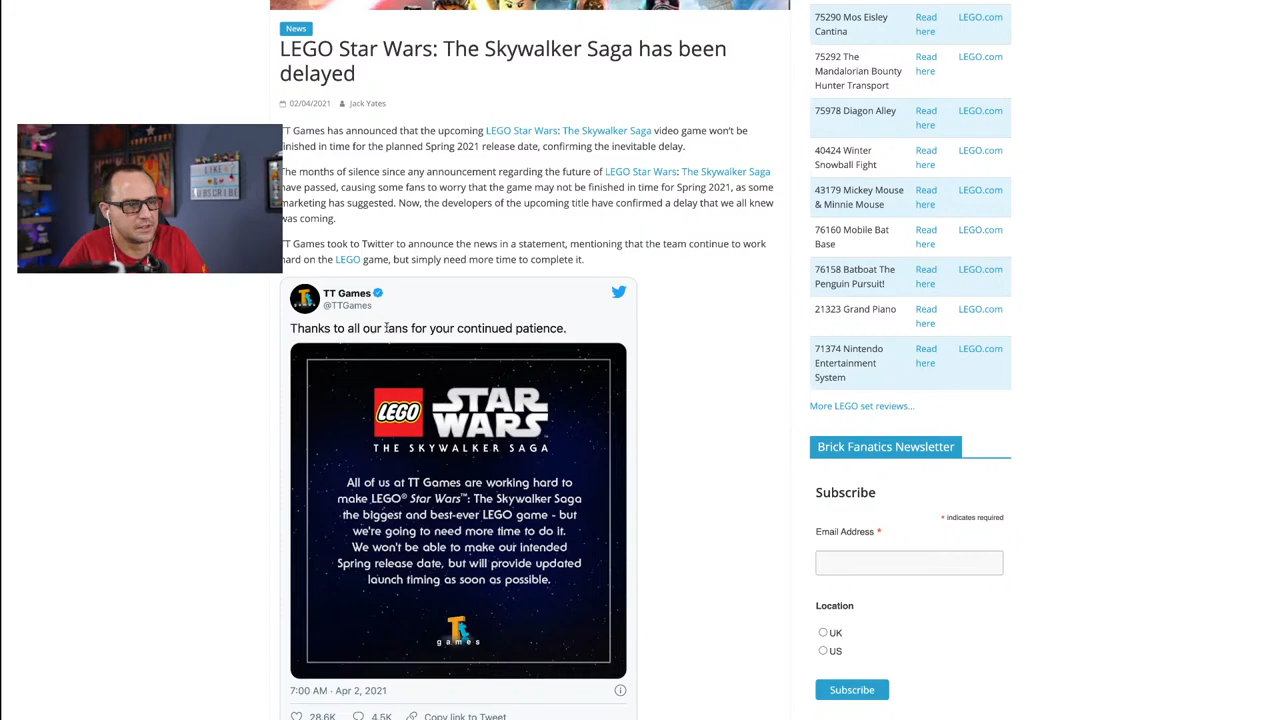 News
LEGO Star Wars: The Skywalker Saga has been
delayed
02/04/2021 Jack Yates
TT Games has announced that the upcoming LEGO Star Wars: The Skywalker Saga video game won't be
finished in time for the planned Spring 2021 release date, confirming the inevitable delay.
The months of silence since any announcement regarding the future of LEGO Star Wars: The Skywalker Saga
have passed, causing some fans to worry that the game may not be finished in time for Spring 2021, as some
marketing has suggested. Now, the developers of the upcoming title have confirmed a delay that we all knew
was coming.
TT Games took to Twitter to announce the news in a statement, mentioning that the team continue to work
hard on the LEGO game, but simply need more time to complete it.
TT Games
@TTGames
Thanks to all our fans for your continued patience.
LEGO STAR WARS
THE SKYWALKER SAGA
All of us at TT Games are working hard to
make LEGO® Star Wars™: The Skywalker Saga
the biggest and best-ever LEGO game - but
we're going to need more time to do it.
We won't be able to make our intended
Spring release date, but will provide updated
launch timing as soon as possible.
TT
games
7:00 AM · Apr 2, 2021
28.6K 4.5K Copy link to Tweet
LIKE &
SUBSCRIBE
75290 Mos Eisley Cantina Read here LEGO.com
75292 The Mandalorian Bounty Hunter Transport Read here LEGO.com
75978 Diagon Alley Read here LEGO.com
40424 Winter Snowball Fight Read here LEGO.com
43179 Mickey Mouse & Minnie Mouse Read here LEGO.com
76160 Mobile Bat Base Read here LEGO.com
76158 Batboat The Penguin Pursuit! Read here LEGO.com
21323 Grand Piano Read here LEGO.com
71374 Nintendo Entertainment System Read here LEGO.com
More LEGO set reviews...
Brick Fanatics Newsletter
Subscribe
* indicates required
Email Address *
Location
UK
US
Subscribe